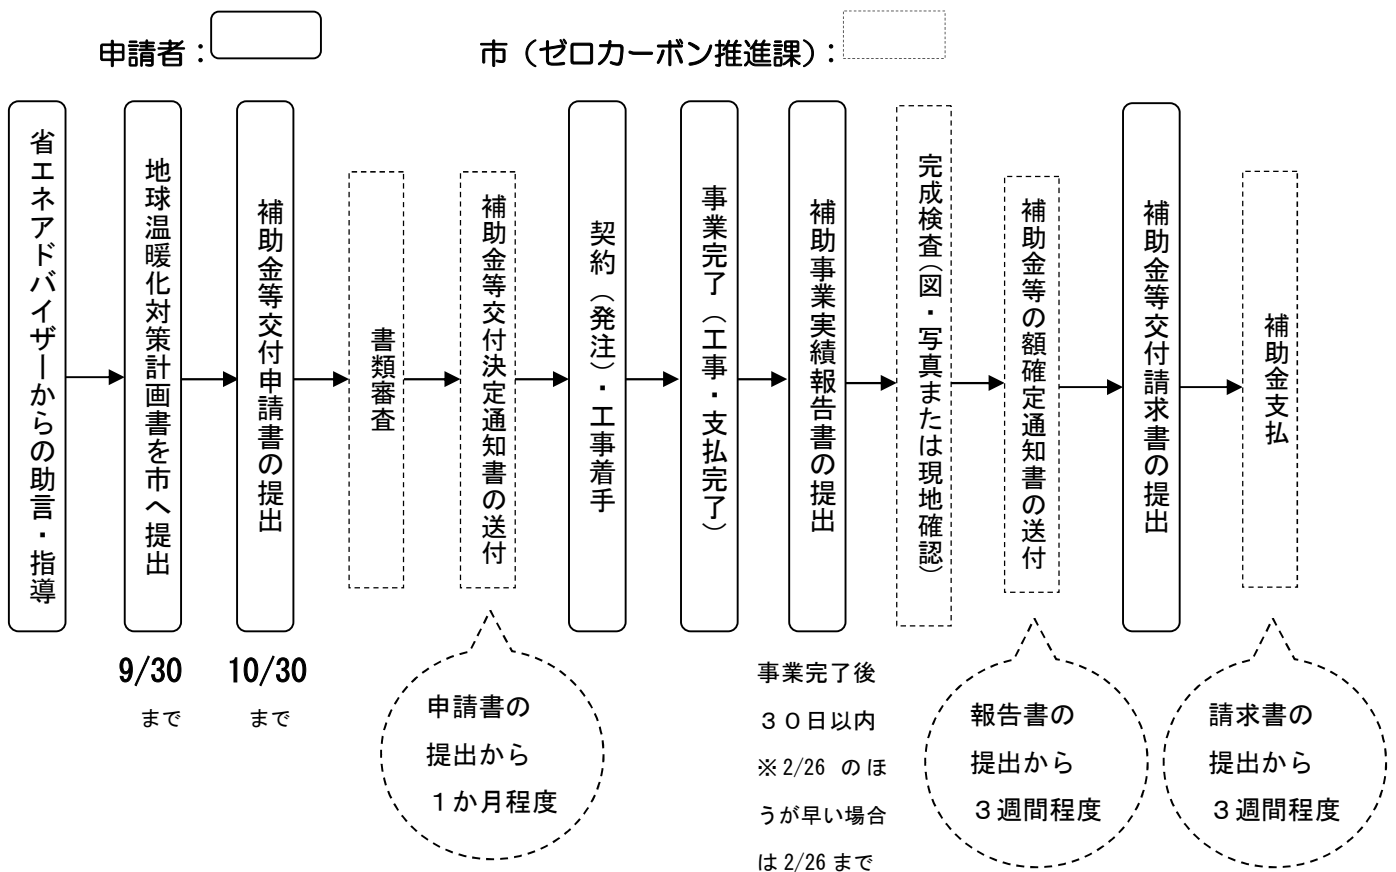 申請者：
市（ゼロカーボン推進課）：
省エネアドバイザーからの助言・指導
地球温暖化対策計画書を市へ提出
補助金等交付申請書の提出
書類審査
補助金等交付決定通知書の送付
契約（発注）・工事着手
事業完了（工事・支払完了）
補助事業実績報告書の提出
完成検査（図・写真または現地確認）
補助金等の額確定通知書の送付
補助金等交付請求書の提出
補助金支払
9/30
まで
10/30
まで
申請書の
提出から
１か月程度
事業完了後
３０日以内
※2/26 のほ
うが早い場合
は 2/26 まで
報告書の
提出から
３週間程度
請求書の
提出から
３週間程度